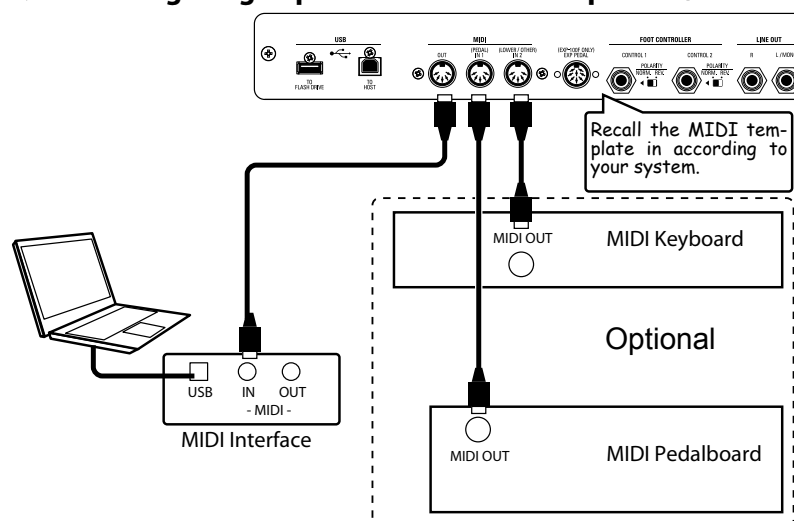 USB
MIDI
FOOT CONTROLLER
LINE OUT
OUT
(PEDAL)
IN 1
(LOWER / OTHER)
IN 2
(EXP-100F ONLY)
EXP PEDAL
CONTROL 1
CONTROL 2
R
L /MON
POLARITY
NORM. REV.
POLARITY
NORM. REV.
TO
FLASH DRIVE
TO
HOST
Recall the MIDI tem-
plate in according to
your system.
MIDI OUT
MIDI Keyboard
Optional
USB
IN
OUT
- MIDI -
MIDI Interface
MIDI OUT
MIDI Pedalboard